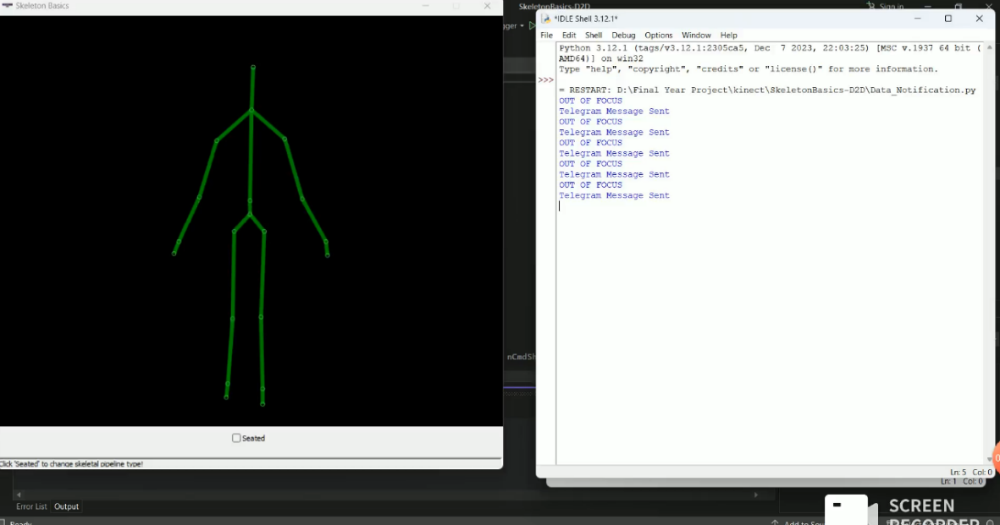 Skeleton Basics
SkeletonBasics-D2D
Sign in
gger
*IDLE Shell 3.12.1*
File Edit Shell Debug Options Window Help
Python 3.12.1 (tags/v3.12.1:2305ca5, Dec 7 2023, 22:03:25) [MSC v.1937 64 bit (
AMD64)] on win32
Type "help", "copyright", "credits" or "license()" for more information.
>>>
= RESTART: D:\Final Year Project\kinect\SkeletonBasics-D2D\Data_Notification.py
OUT OF FOCUS
Telegram Message Sent
OUT OF FOCUS
Telegram Message Sent
OUT OF FOCUS
Telegram Message Sent
OUT OF FOCUS
Telegram Message Sent
OUT OF FOCUS
Telegram Message Sent
nCmdSh
Seated
Click 'Seated' to change skeletal pipeline type!
Ln: 5 Col: 0
Ln: 1 Col: 0
Error List Output
SCREEN
RECORDER
Ready
Add to Sou